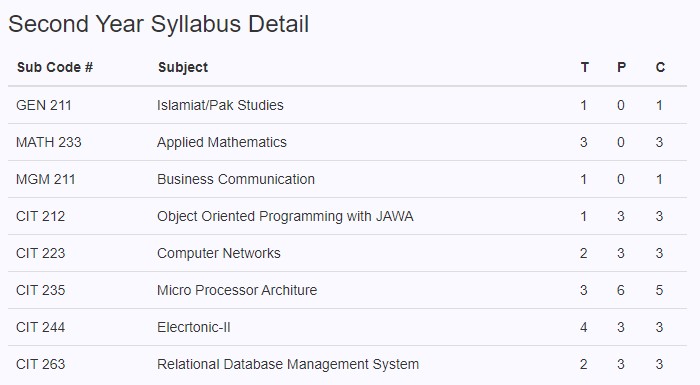 Second Year Syllabus Detail
Sub Code # Subject T P C
GEN 211 Islamiat/Pak Studies 1 0 1
MATH 233 Applied Mathematics 3 0 3
MGM 211 Business Communication 1 0 1
CIT 212 Object Oriented Programming with JAWA 1 3 3
CIT 223 Computer Networks 2 3 3
CIT 235 Micro Processor Architure 3 6 5
CIT 244 Elecrtonic-II 4 3 3
CIT 263 Relational Database Management System 2 3 3